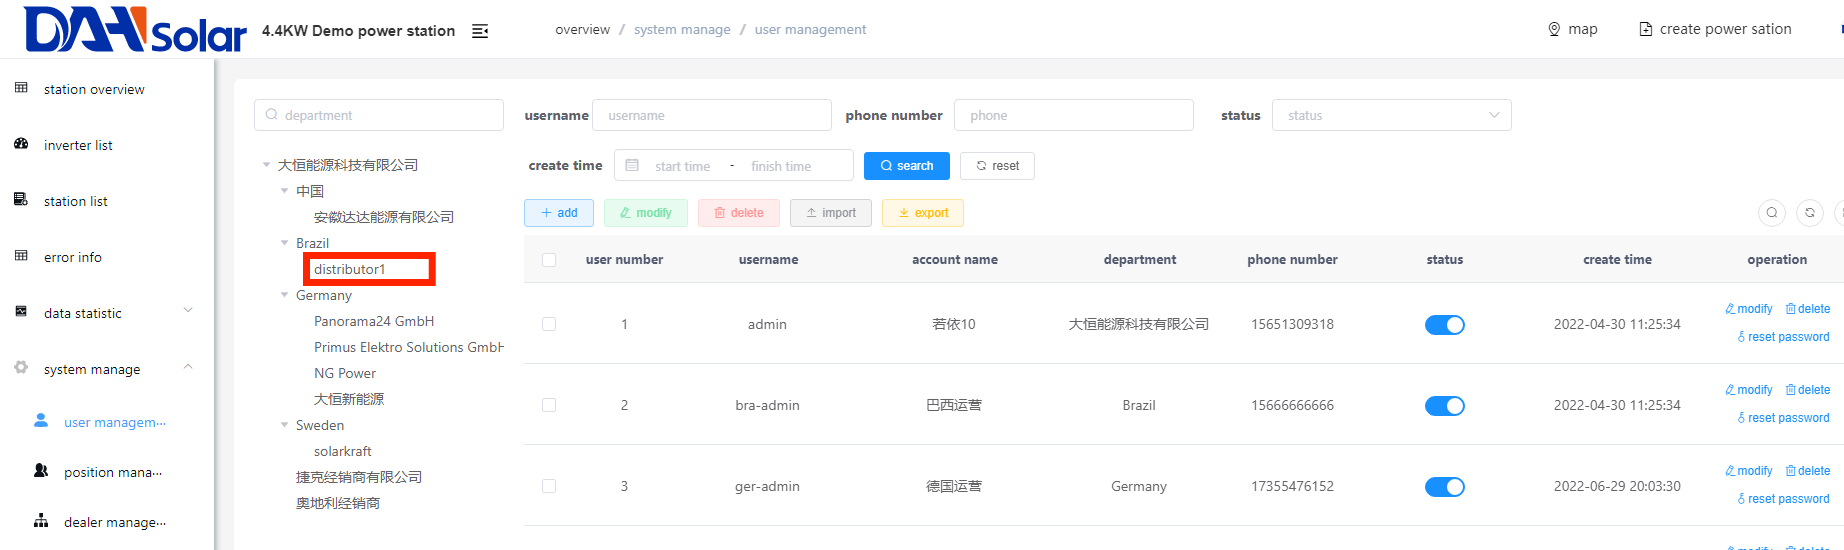 DAH Solar
4.4KW Demo power station
overview / system manage / user management
map
create power sation
station overview
inverter list
station list
error info
data statistic
system manage
user managem···
position mana···
dealer manage···
department
大恒能源科技有限公司
中国
安徽达达能源有限公司
Brazil
distributor1
Germany
Panorama24 GmbH
Primus Elektro Solutions GmbH
NG Power
大恒新能源
Sweden
solarkraft
捷克经销商有限公司
奥地利经销商
username username phone number phone status status
create time start time - finish time search reset
add modify delete import export
user number username account name department phone number status create time operation
1 admin 若依10 大恒能源科技有限公司 15651309318 2022-04-30 11:25:34 modify delete
reset password
2 bra-admin 巴西运营 Brazil 15666666666 2022-04-30 11:25:34 modify delete
reset password
3 ger-admin 德国运营 Germany 17355476152 2022-06-29 20:03:30 modify delete
reset password